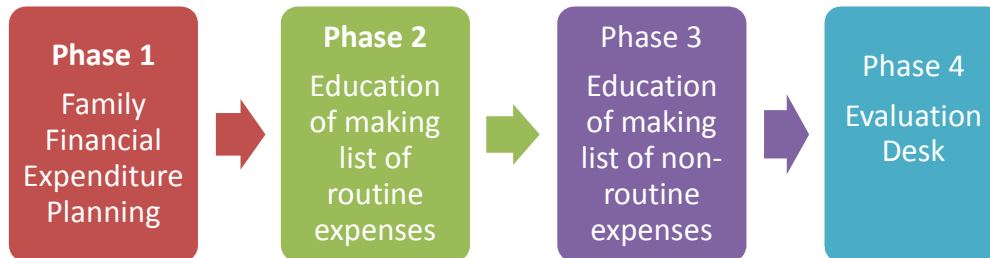 Phase 1
Family
Financial
Expenditure
Planning
Phase 2
Education
of making
list of
routine
expenses
Phase 3
Education
of making
list of non-
routine
expenses
Phase 4
Evaluation
Desk